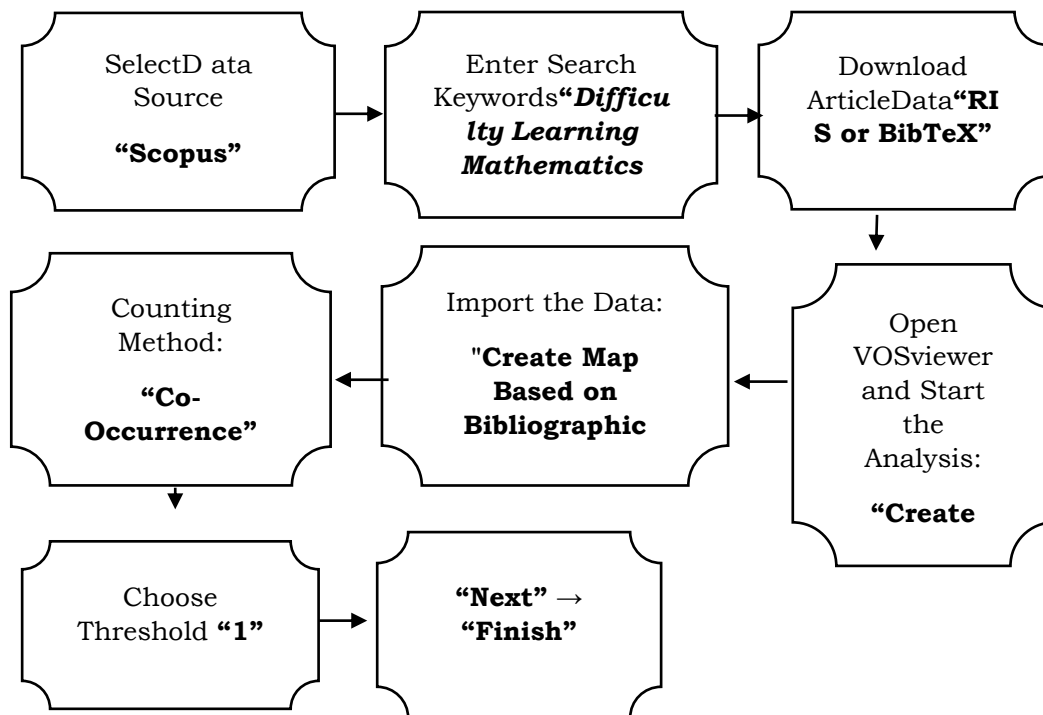 SelectD ata
Source
“Scopus”
Enter Search
Keywords“Difficu
lty Learning
Mathematics
Download
ArticleData“RI
S or BibTeX”
Open
VOSviewer
and Start
the
Analysis:
“Create
Import the Data:
"Create Map
Based on
Bibliographic
Counting
Method:
“Co-
Occurrence”
Choose
Threshold “1”
“Next” →
“Finish”